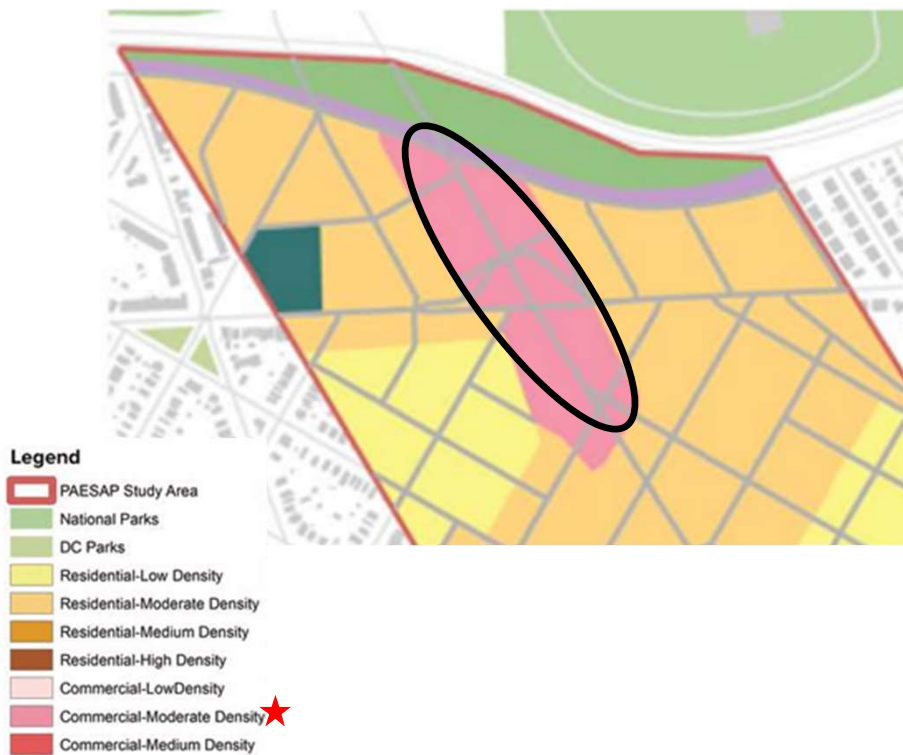 Legend
PAESAP Study Area
National Parks
DC Parks
Residential-Low Density
Residential-Moderate Density
Residential-Medium Density
Residential-High Density
Commercial-LowDensity
Commercial-Moderate Density
Commercial-Medium Density